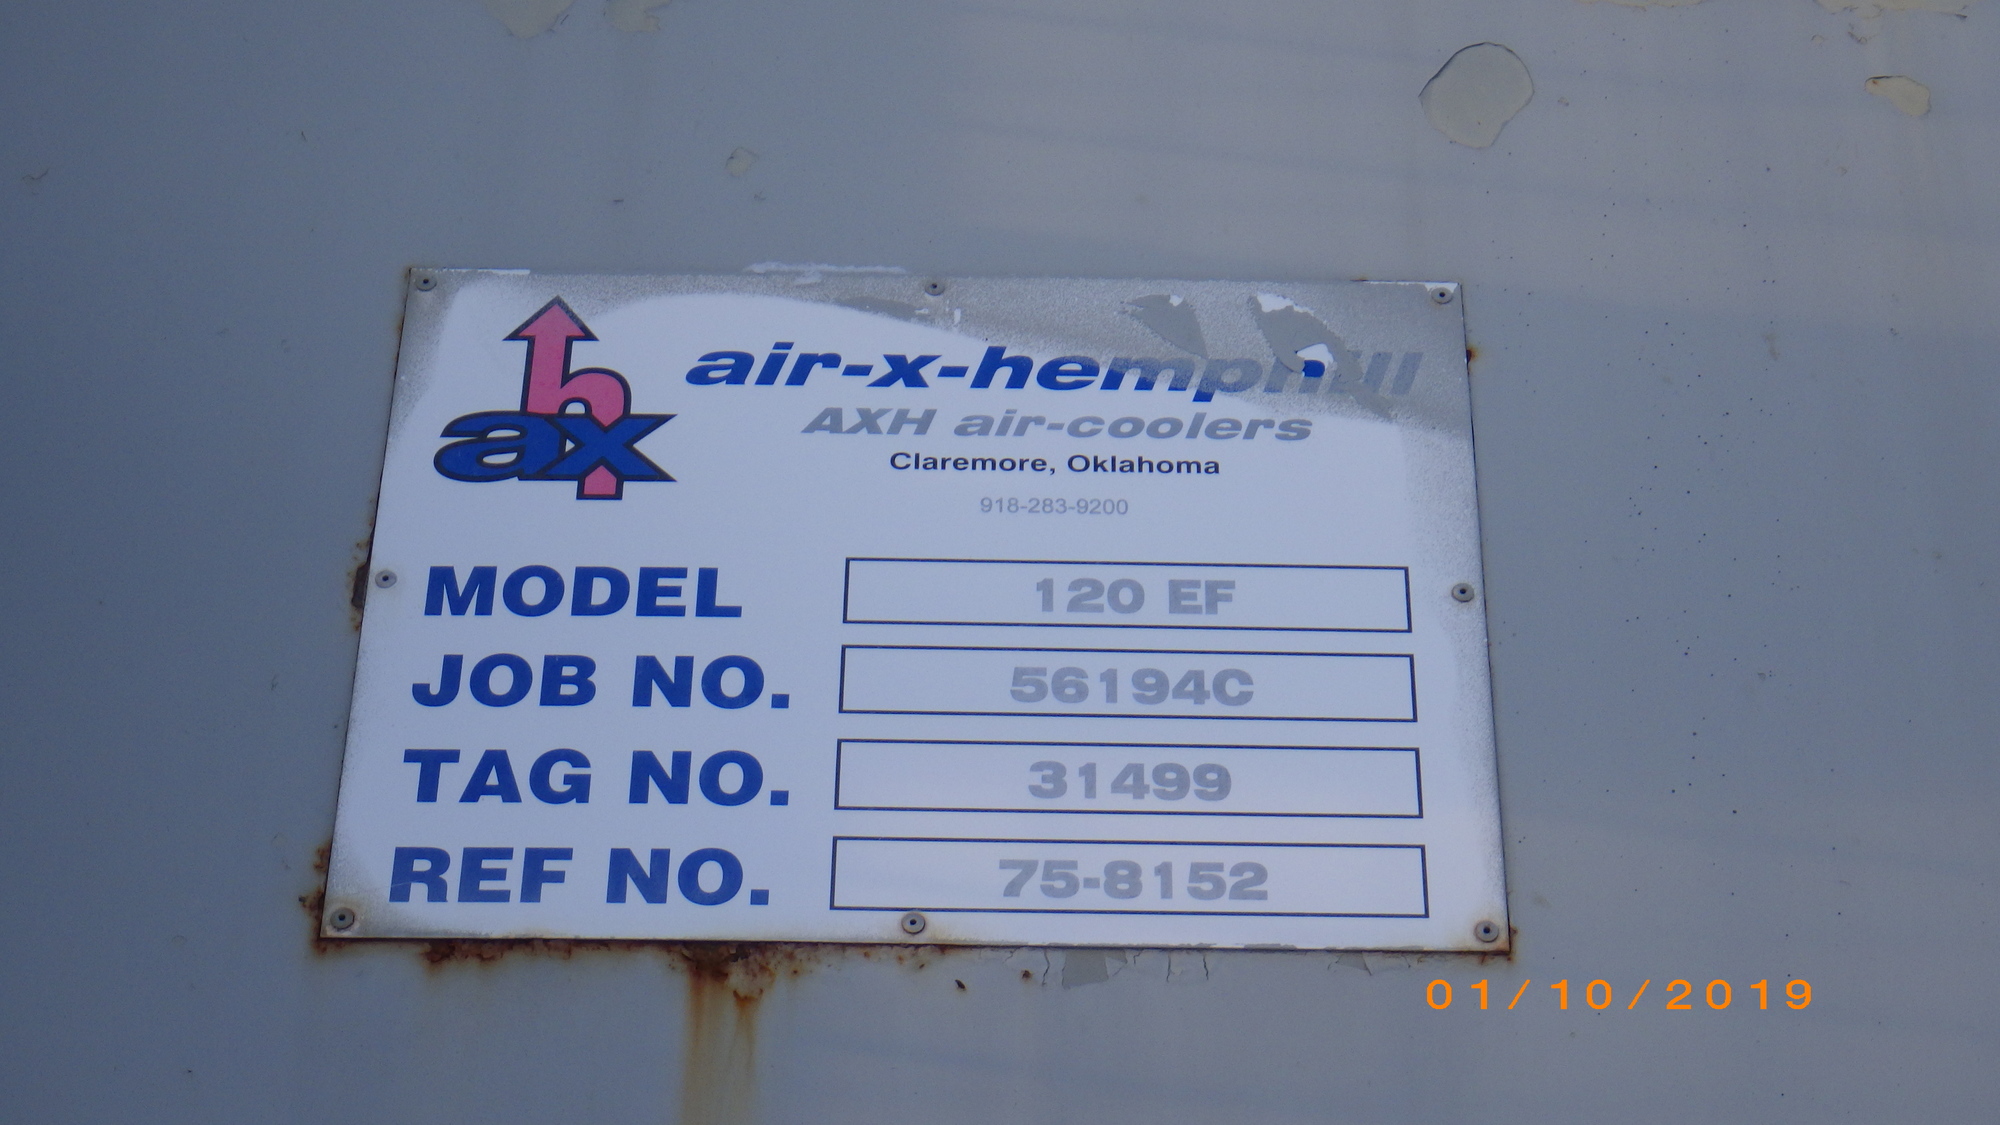 hax
air-x-hemphill
AXH air-coolers
Claremore, Oklahoma
918-283-9200
MODEL 120 EF
JOB NO. 56194C
TAG NO. 31499
REF NO. 75-8152
01/10/2019